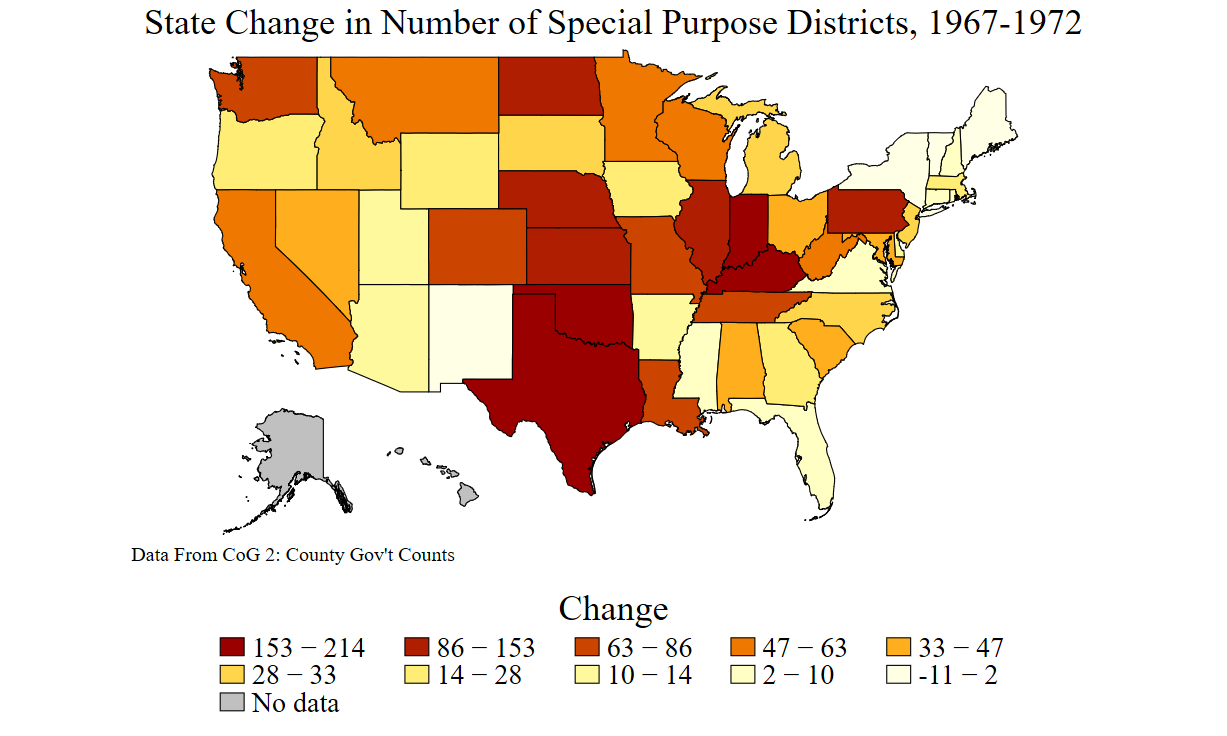 State Change in Number of Special Purpose Districts, 1967-1972
Data From CoG 2: County Gov't Counts
Change
153 − 214 86 − 153 63 − 86 47 − 63 33 − 47
28 − 33 14 − 28 10 − 14 2 − 10 -11 − 2
No data